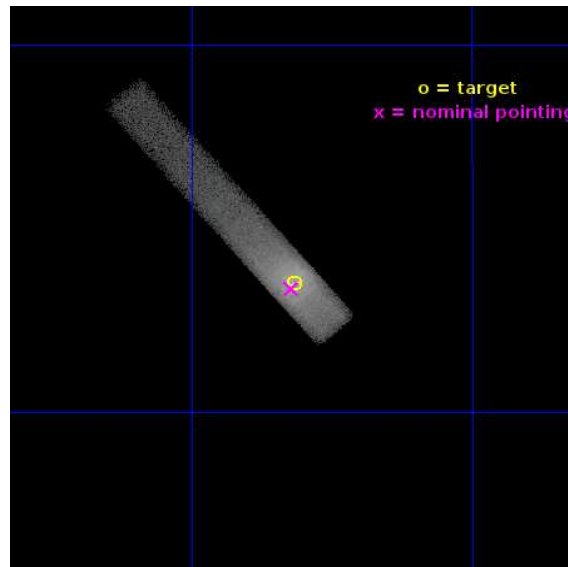 o = target
x = nominal pointing